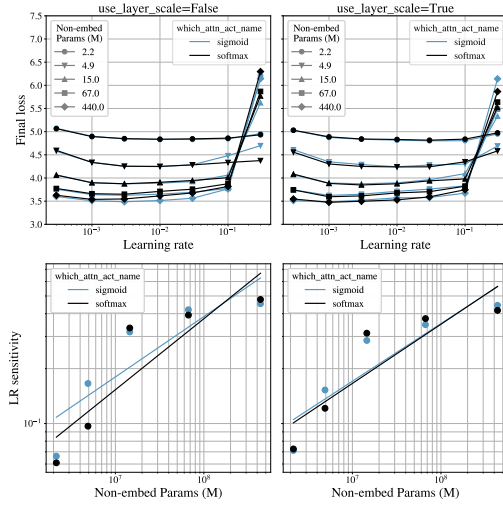 use_layer_scale=False
use_layer_scale=True
7.5
7.0
6.5
6.0
5.5
5.0
4.5
4.0
3.5
3.0
Final loss
Non-embed
Params (M)
2.2
4.9
15.0
67.0
440.0
which_attn_act_name
sigmoid
softmax
Non-embed
Params (M)
2.2
4.9
15.0
67.0
440.0
which_attn_act_name
sigmoid
softmax
10⁻³
10⁻²
10⁻¹
10⁻³
10⁻²
10⁻¹
Learning rate
Learning rate
which_attn_act_name
sigmoid
softmax
which_attn_act_name
sigmoid
softmax
LR sensitivity
10⁻¹
10⁷
10⁸
10⁷
10⁸
Non-embed Params (M)
Non-embed Params (M)